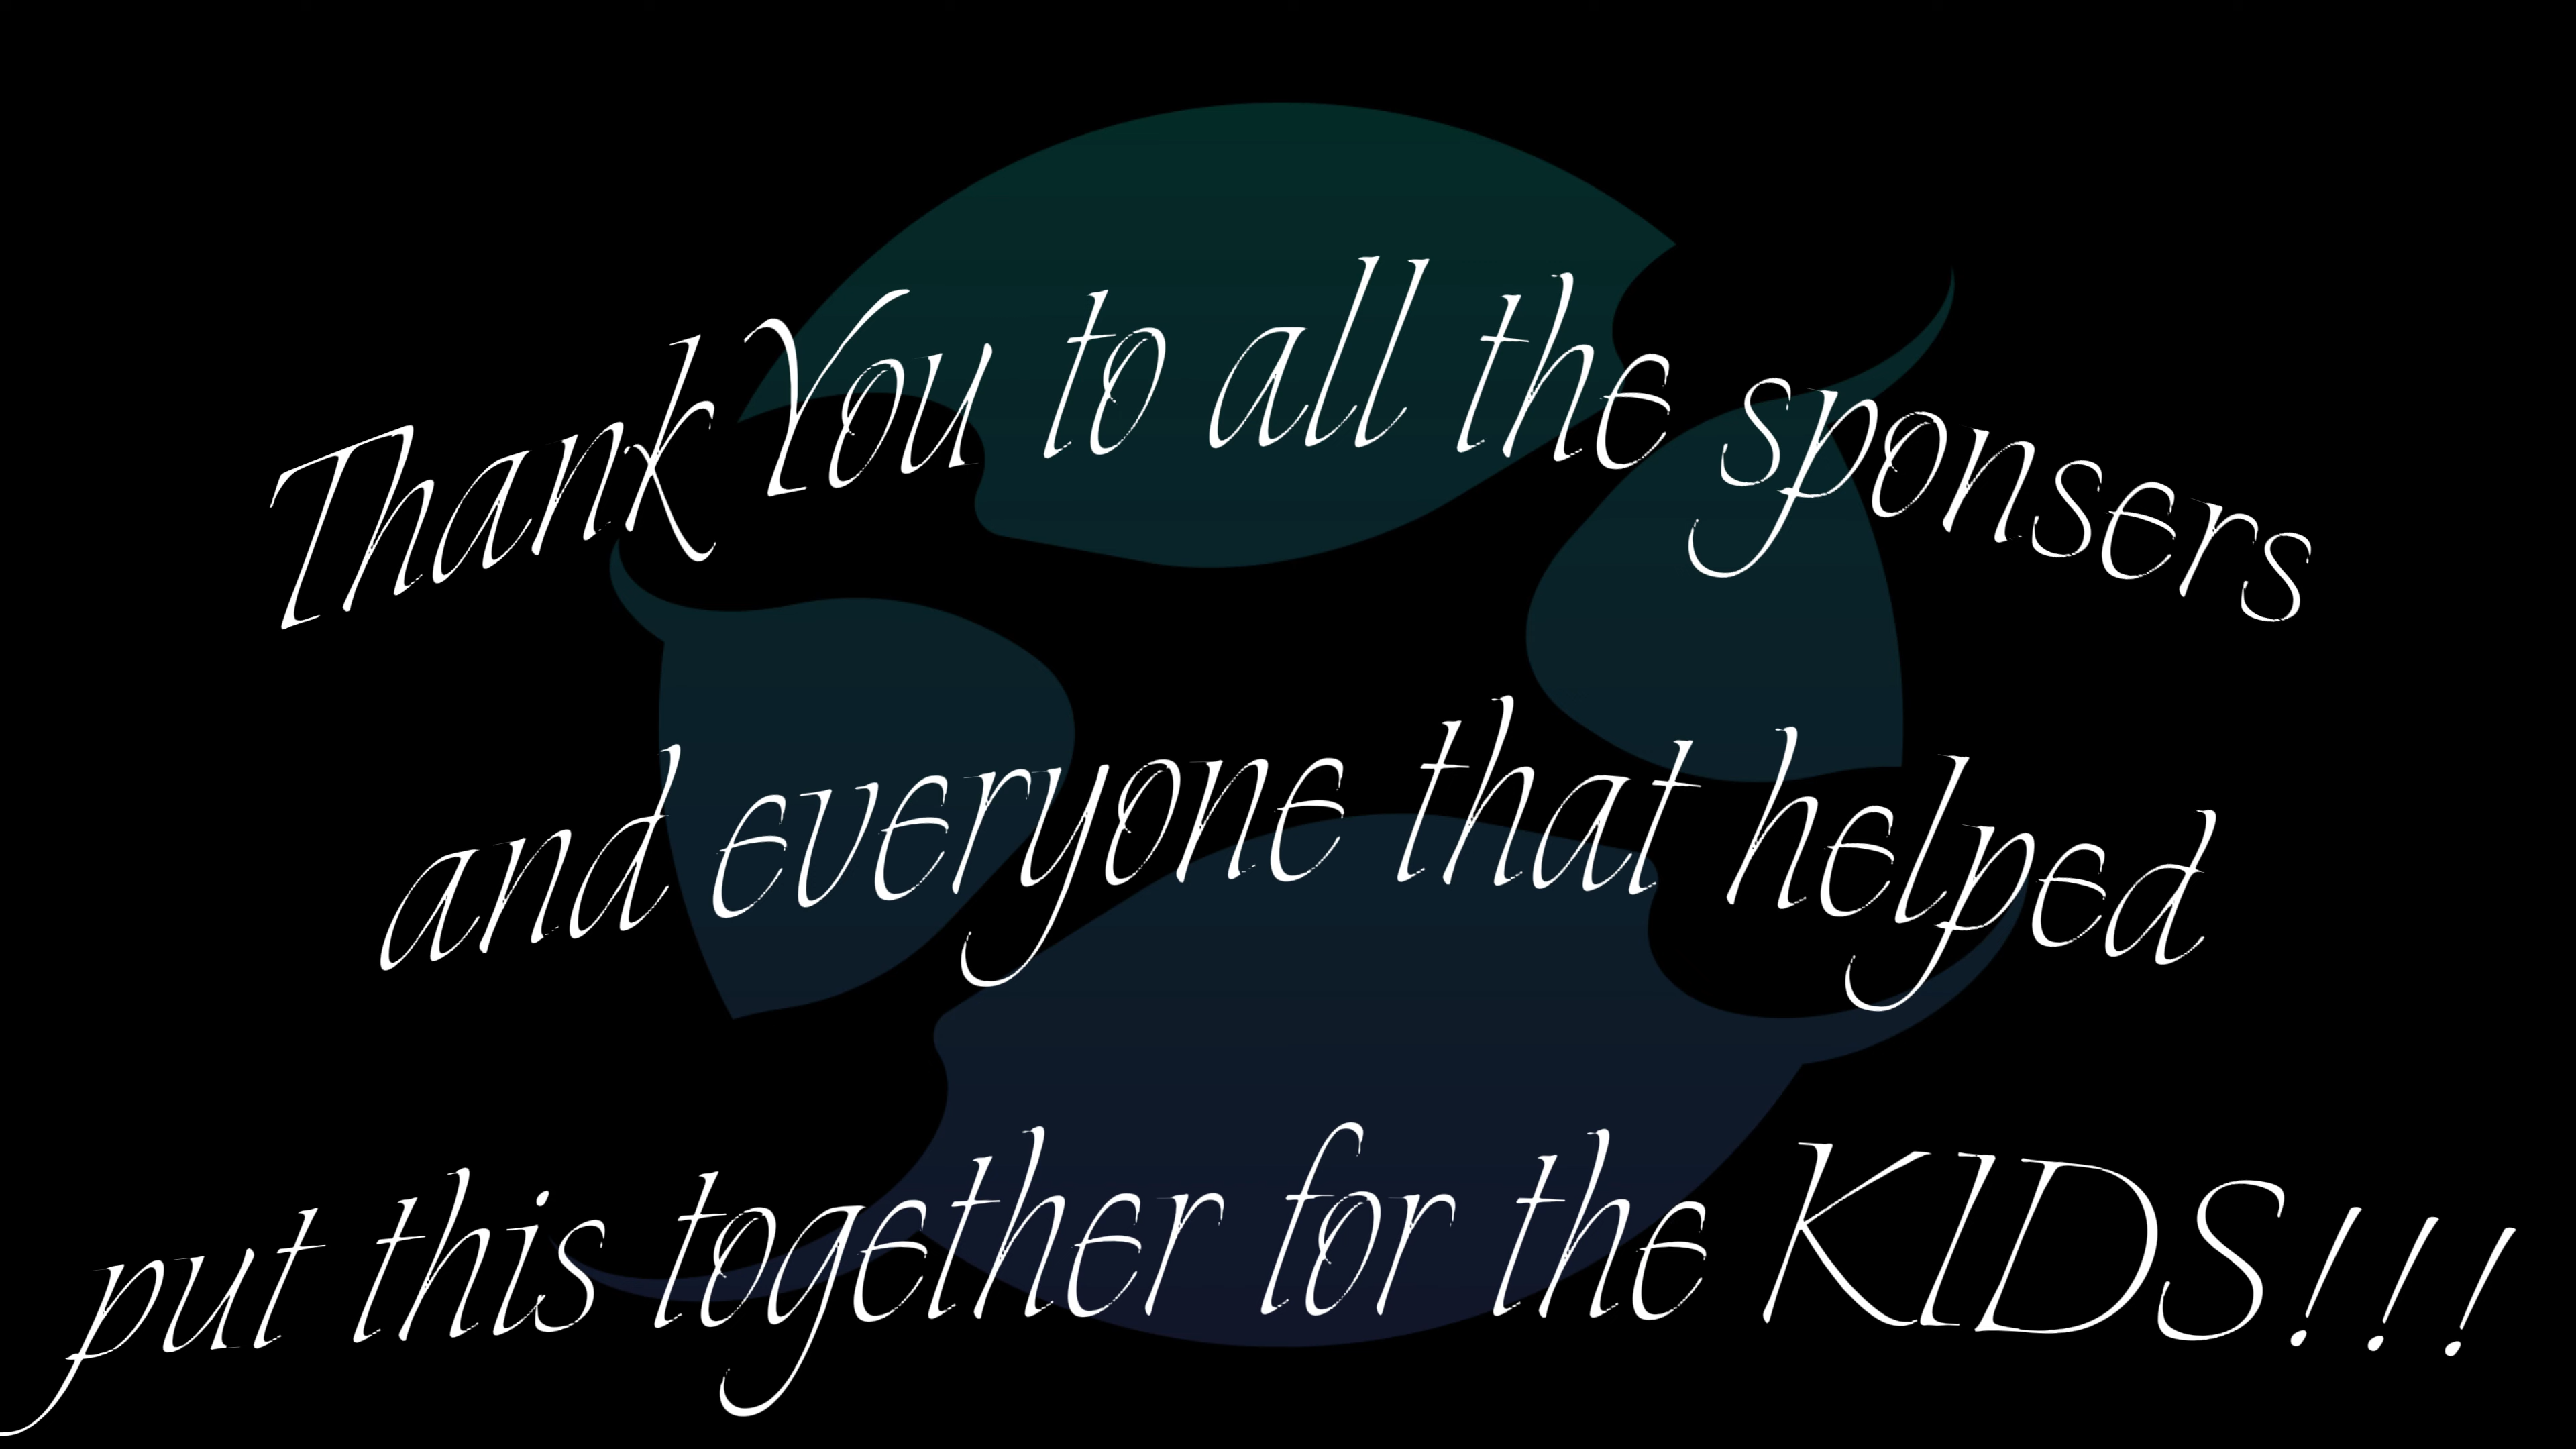 Thank You to all the sponsers
and everyone that helped
put this together for the KIDS!!!